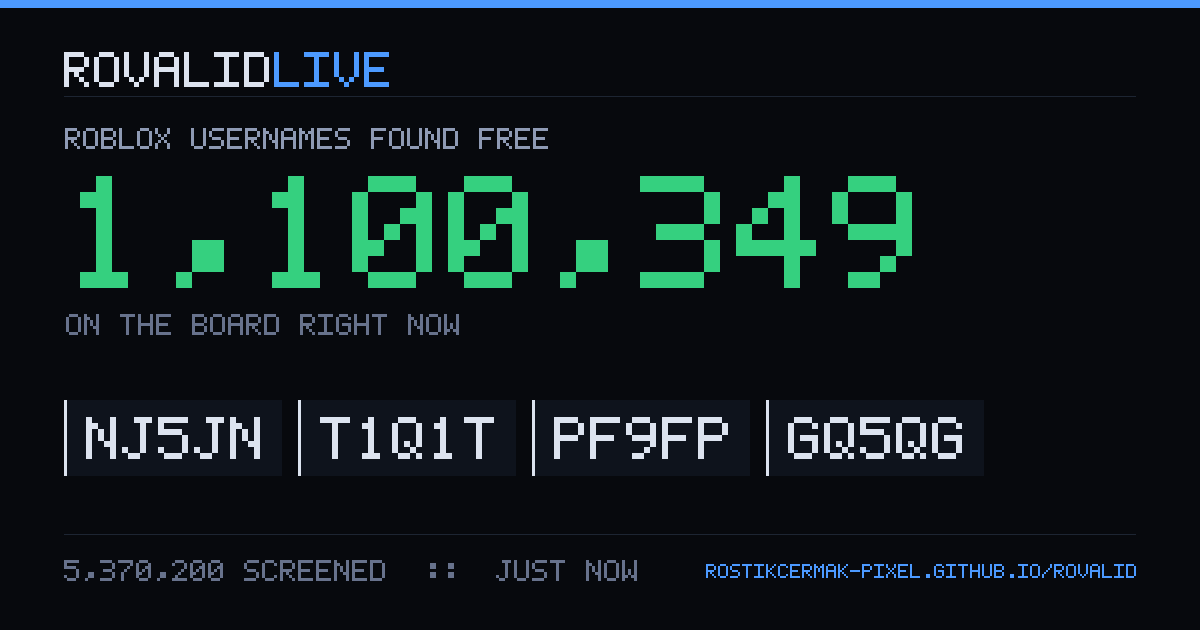 ROVALIDLIVE
ROBLOX USERNAMES FOUND FREE
1,100,349
ON THE BOARD RIGHT NOW
NJ5JN T1Q1T PF9FP GQ5QG
5,370,200 SCREENED :: JUST NOW ROSTIKCERMAK-PIXEL.GITHUB.IO/ROVALID